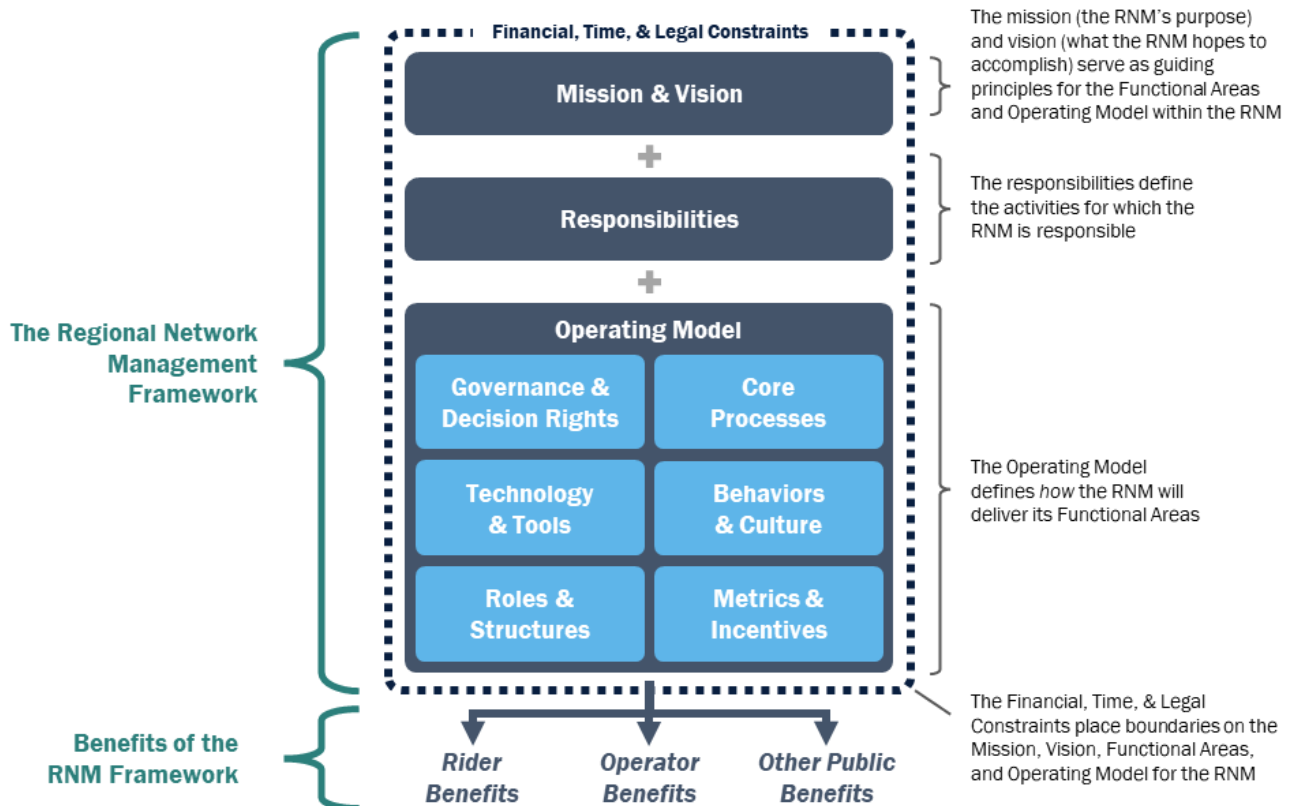 Financial, Time, & Legal Constraints
Mission & Vision
The mission (the RNM's purpose)
and vision (what the RNM hopes to
accomplish) serve as guiding
principles for the Functional Areas
and Operating Model within the RNM
+
Responsibilities
The responsibilities define
the activities for which the
RNM is responsible
+
The Regional Network
Management
Framework
Operating Model
Governance &
Decision Rights
Core
Processes
Technology
& Tools
Behaviors
& Culture
Roles &
Structures
Metrics &
Incentives
The Operating Model
defines how the RNM will
deliver its Functional Areas
The Financial, Time, & Legal
Constraints place boundaries on the
Mission, Vision, Functional Areas,
and Operating Model for the RNM
Benefits of the
RNM Framework
Rider
Benefits
Operator
Benefits
Other Public
Benefits